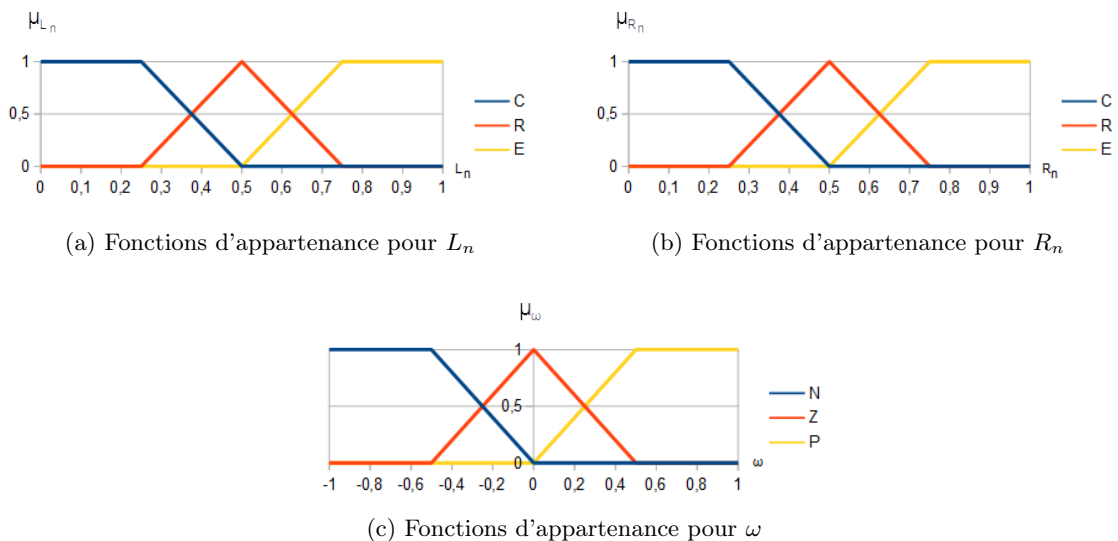 μLn
1
0,5
0
0 0,1 0,2 0,3 0,4 0,5 0,6 0,7 0,8 0,9 1
Ln
C
R
E
(a) Fonctions d'appartenance pour Ln
μRn
1
0,5
0
0 0,1 0,2 0,3 0,4 0,5 0,6 0,7 0,8 0,9 1
Rn
C
R
E
(b) Fonctions d'appartenance pour Rn
μω
1
0,5
0
-1 -0,8 -0,6 -0,4 -0,2 0 0,2 0,4 0,6 0,8 1
ω
N
Z
P
(c) Fonctions d'appartenance pour ω